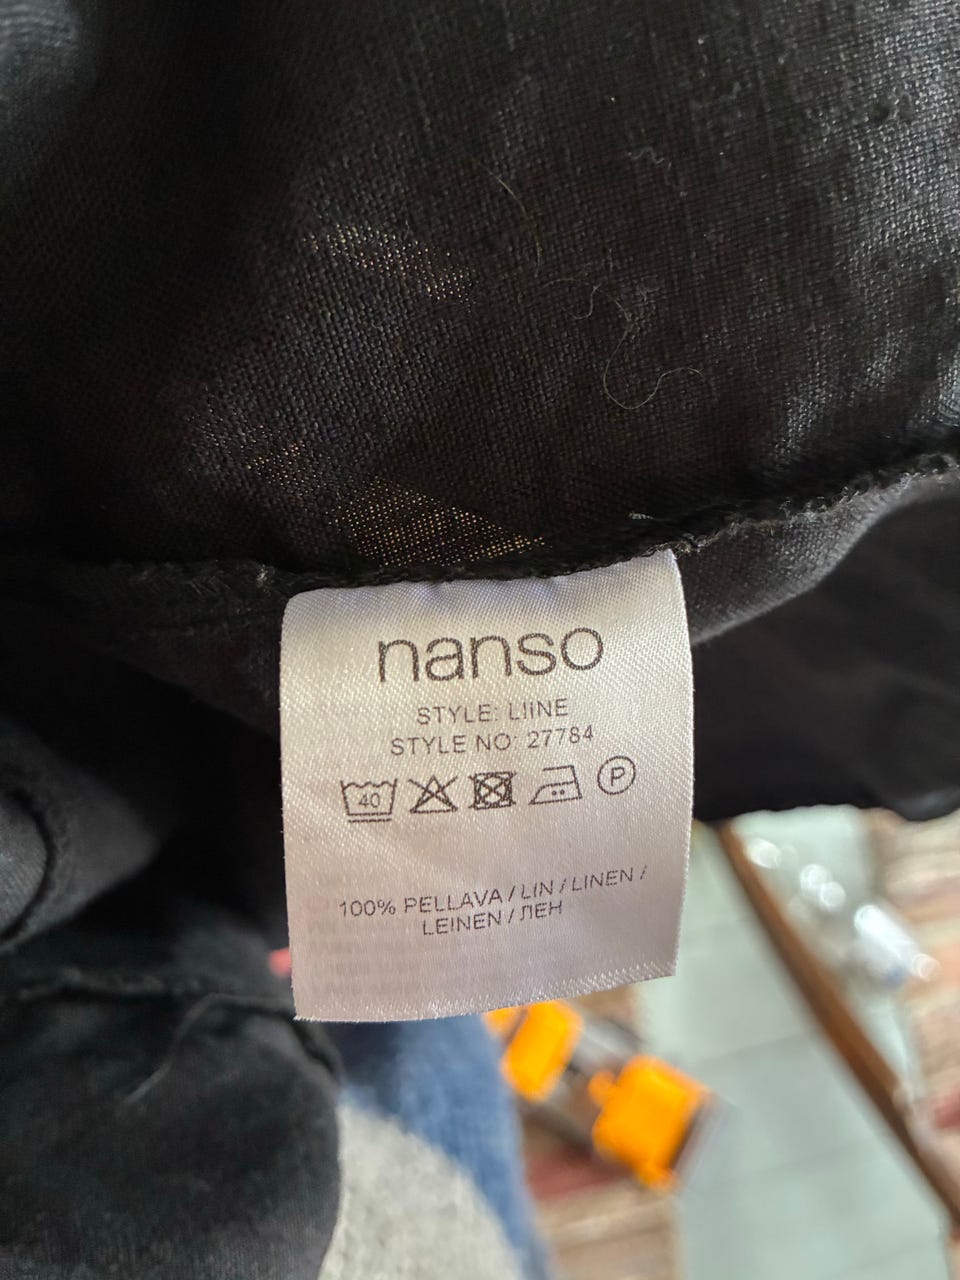 nanso
STYLE: LIINE
STYLE NO: 27784
40 P
100% PELLAVA / LIN / LINEN /
LEINEN / ЛЕН